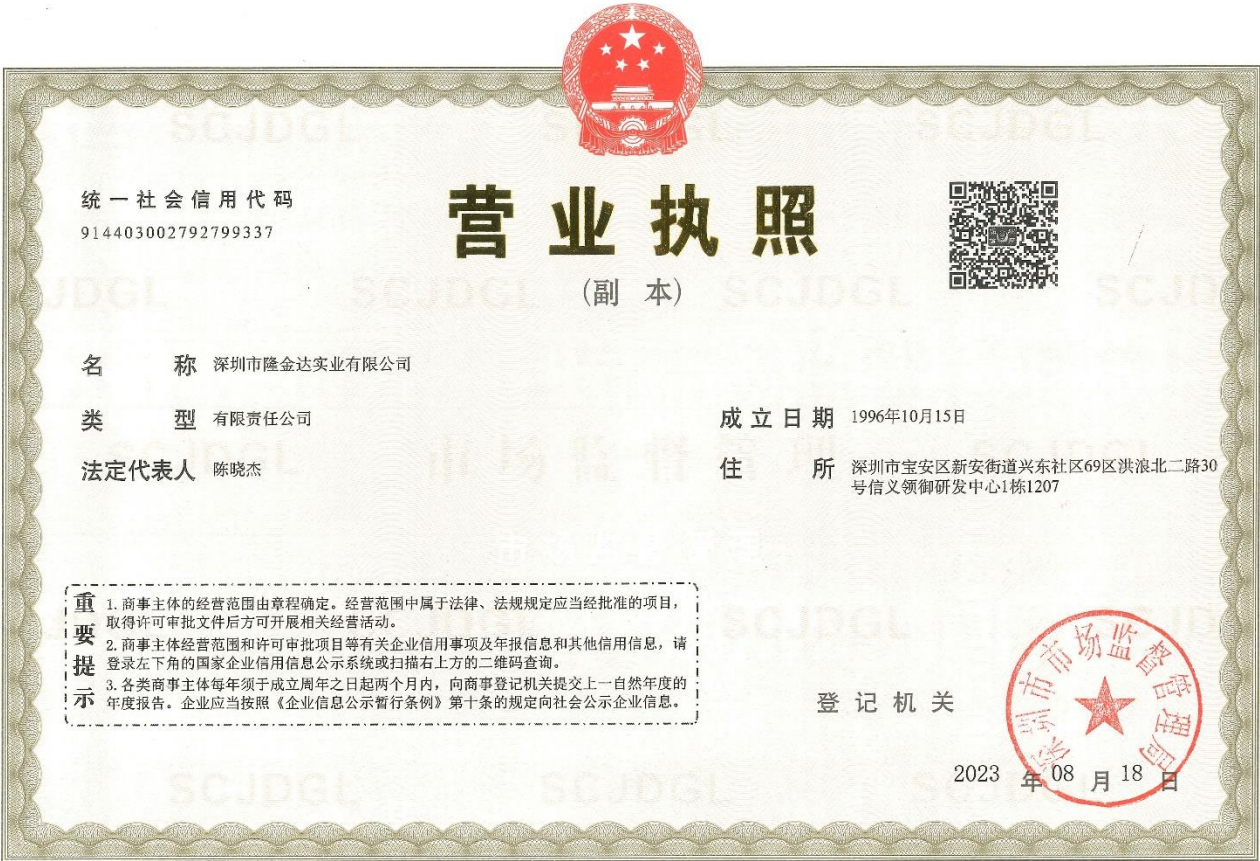 统一社会信用代码
914403002792799337
营业执照
(副 本)
名 称 深圳市隆金达实业有限公司
类 型 有限责任公司
法定代表人 陈晓杰
成立日期 1996年10月15日
住 所 深圳市宝安区新安街道兴东社区69区洪浪北二路30
号信义领御研发中心1栋1207
重要提示
1. 商事主体的经营范围由章程确定。经营范围中属于法律、法规规定应当经批准的项目，
取得许可审批文件后方可开展相关经营活动。
2. 商事主体经营范围和许可审批项目等有关企业信用事项及年报信息和其他信用信息，请
登录左下角的国家企业信用信息公示系统或扫描右上方的二维码查询。
3. 各类商事主体每年须于成立周年之日起两个月内，向商事登记机关提交上一自然年度的
年度报告。企业应当按照《企业信息公示暂行条例》第十条的规定向社会公示企业信息。
登记机关
深圳市市场监督管理局
2023 年 08 月 18 日
SCJDGL
市场监督管理